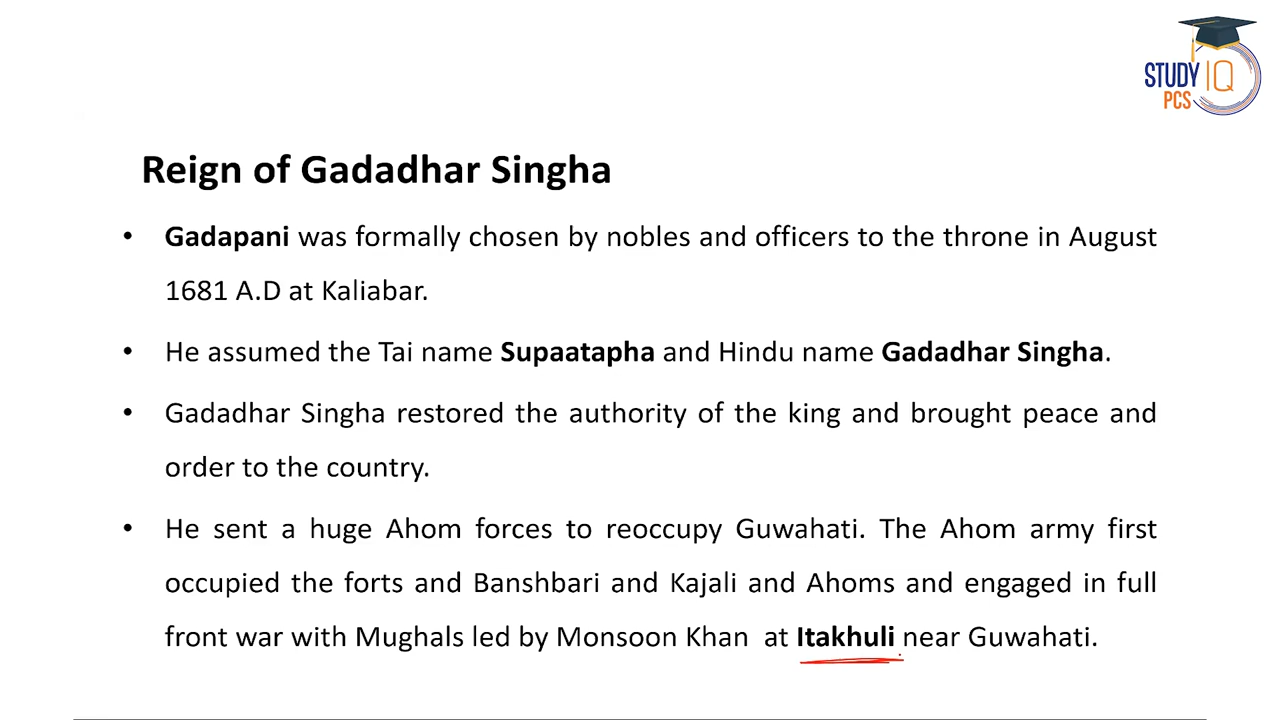 STUDY IQ
PCS
Reign of Gadadhar Singha
• Gadapani was formally chosen by nobles and officers to the throne in August
1681 A.D at Kaliabar.
• He assumed the Tai name Supaatapha and Hindu name Gadadhar Singha.
• Gadadhar Singha restored the authority of the king and brought peace and
order to the country.
• He sent a huge Ahom forces to reoccupy Guwahati. The Ahom army first
occupied the forts and Banshbari and Kajali and Ahoms and engaged in full
front war with Mughals led by Monsoon Khan at Itakhuli near Guwahati.